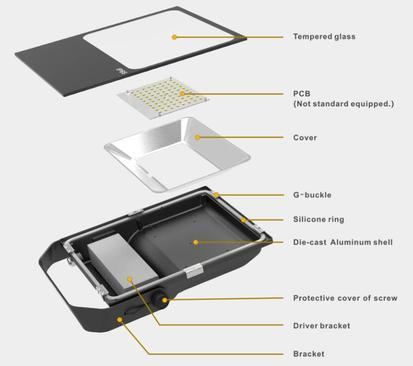 Tempered glass
PCB
(Not standard equipped.)
Cover
G-buckle
Silicone ring
Die-cast Aluminum shell
Protective cover of screw
Driver bracket
Bracket